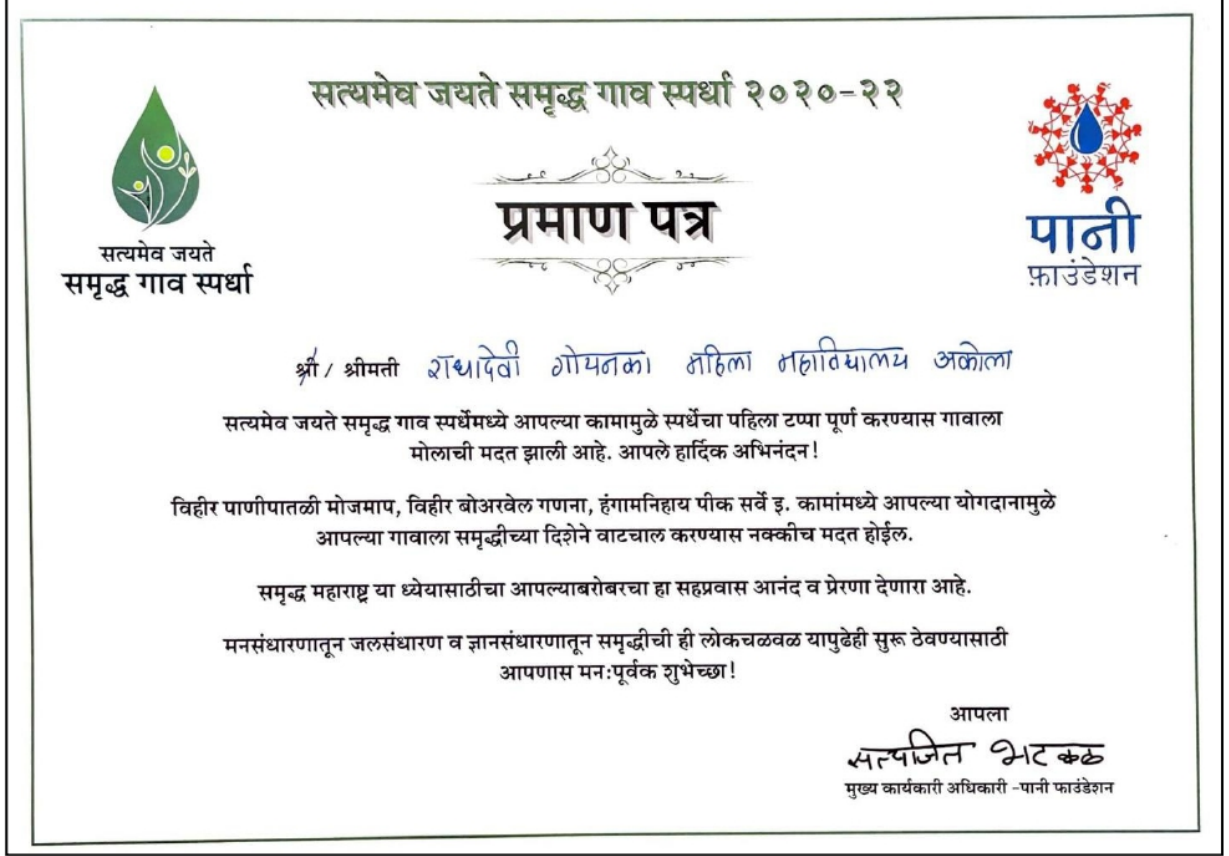 सत्यमेव जयते समृद्ध गाव स्पर्धा २०२०-२२
प्रमाण पत्र
सत्यमेव जयते
समृद्ध गाव स्पर्धा
पानी
फ़ाउंडेशन
श्री / श्रीमती राधादेवी गोयनका महिला महाविद्यालय अकोला
सत्यमेव जयते समृद्ध गाव स्पर्धेमध्ये आपल्या कामामुळे स्पर्धेचा पहिला टप्पा पूर्ण करण्यास गावाला
मोलाची मदत झाली आहे. आपले हार्दिक अभिनंदन!
विहीर पाणीपातळी मोजमाप, विहीर बोअरवेल गणना, हंगामनिहाय पीक सर्वे इ. कामांमध्ये आपल्या योगदानामुळे
आपल्या गावाला समृद्धीच्या दिशेने वाटचाल करण्यास नक्कीच मदत होईल.
समृद्ध महाराष्ट्र या ध्येयासाठीचा आपल्याबरोबरचा हा सहप्रवास आनंद व प्रेरणा देणारा आहे.
मनसंधारणातून जलसंधारण व ज्ञानसंधारणातून समृद्धीची ही लोकचळवळ यापुढेही सुरू ठेवण्यासाठी
आपणास मनःपूर्वक शुभेच्छा!
आपला
सत्यजित भटकळ
मुख्य कार्यकारी अधिकारी -पानी फाउंडेशन